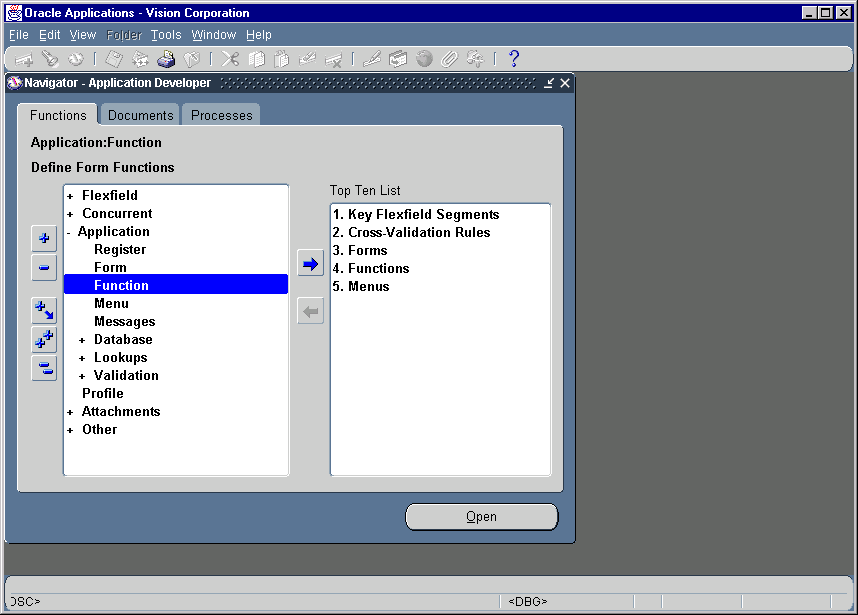 Oracle Applications - Vision Corporation
File Edit View Folder Tools Window Help
?
Navigator - Application Developer
Functions Documents Processes
Application:Function
Define Form Functions
+ Flexfield
+ Concurrent
- Application
Register
Form
Function
Menu
Messages
+ Database
+ Lookups
+ Validation
Profile
+ Attachments
+ Other
Top Ten List
1. Key Flexfield Segments
2. Cross-Validation Rules
3. Forms
4. Functions
5. Menus
Open
OSC> <DBG>